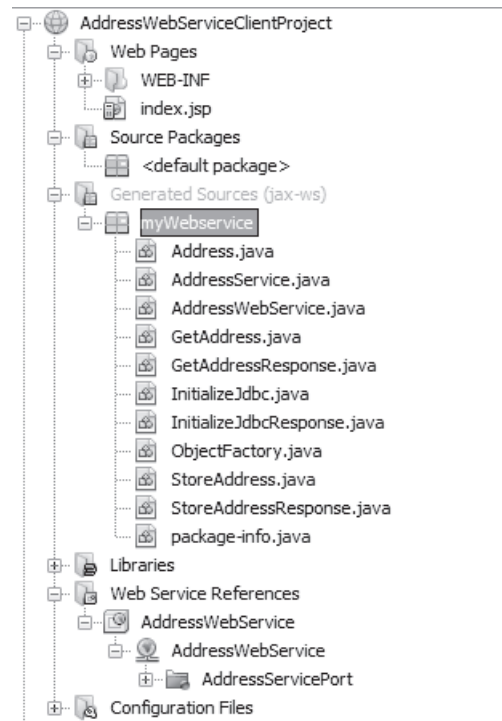 AddressWebServiceClientProject
Web Pages
WEB-INF
index.jsp
Source Packages
<default package>
Generated Sources (jax-ws)
myWebservice
Address.java
AddressService.java
AddressWebService.java
GetAddress.java
GetAddressResponse.java
InitializeJdbc.java
InitializeJdbcResponse.java
ObjectFactory.java
StoreAddress.java
StoreAddressResponse.java
package-info.java
Libraries
Web Service References
AddressWebService
AddressWebService
AddressServicePort
Configuration Files